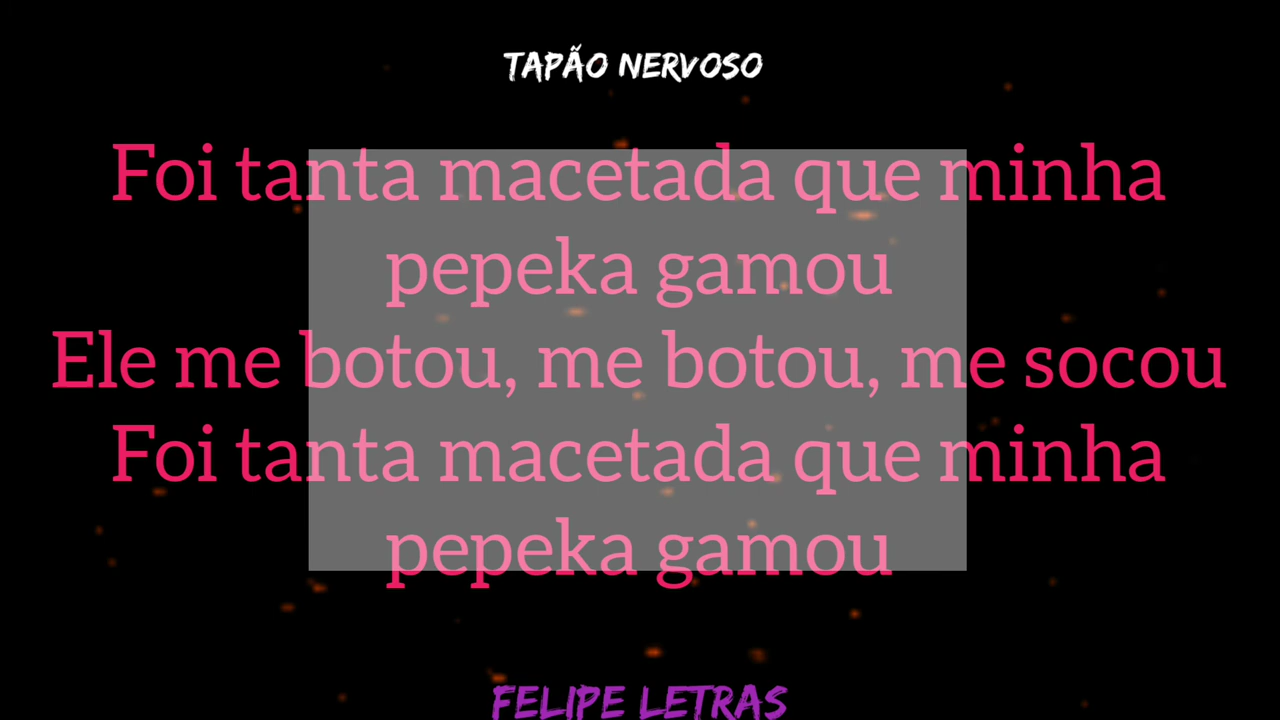 TAPÃO NERVOSO
Foi tanta macetada que minha
pepeka gamou
Ele me botou, me botou, me socou
Foi tanta macetada que minha
pepeka gamou
FELIPE LETRAS